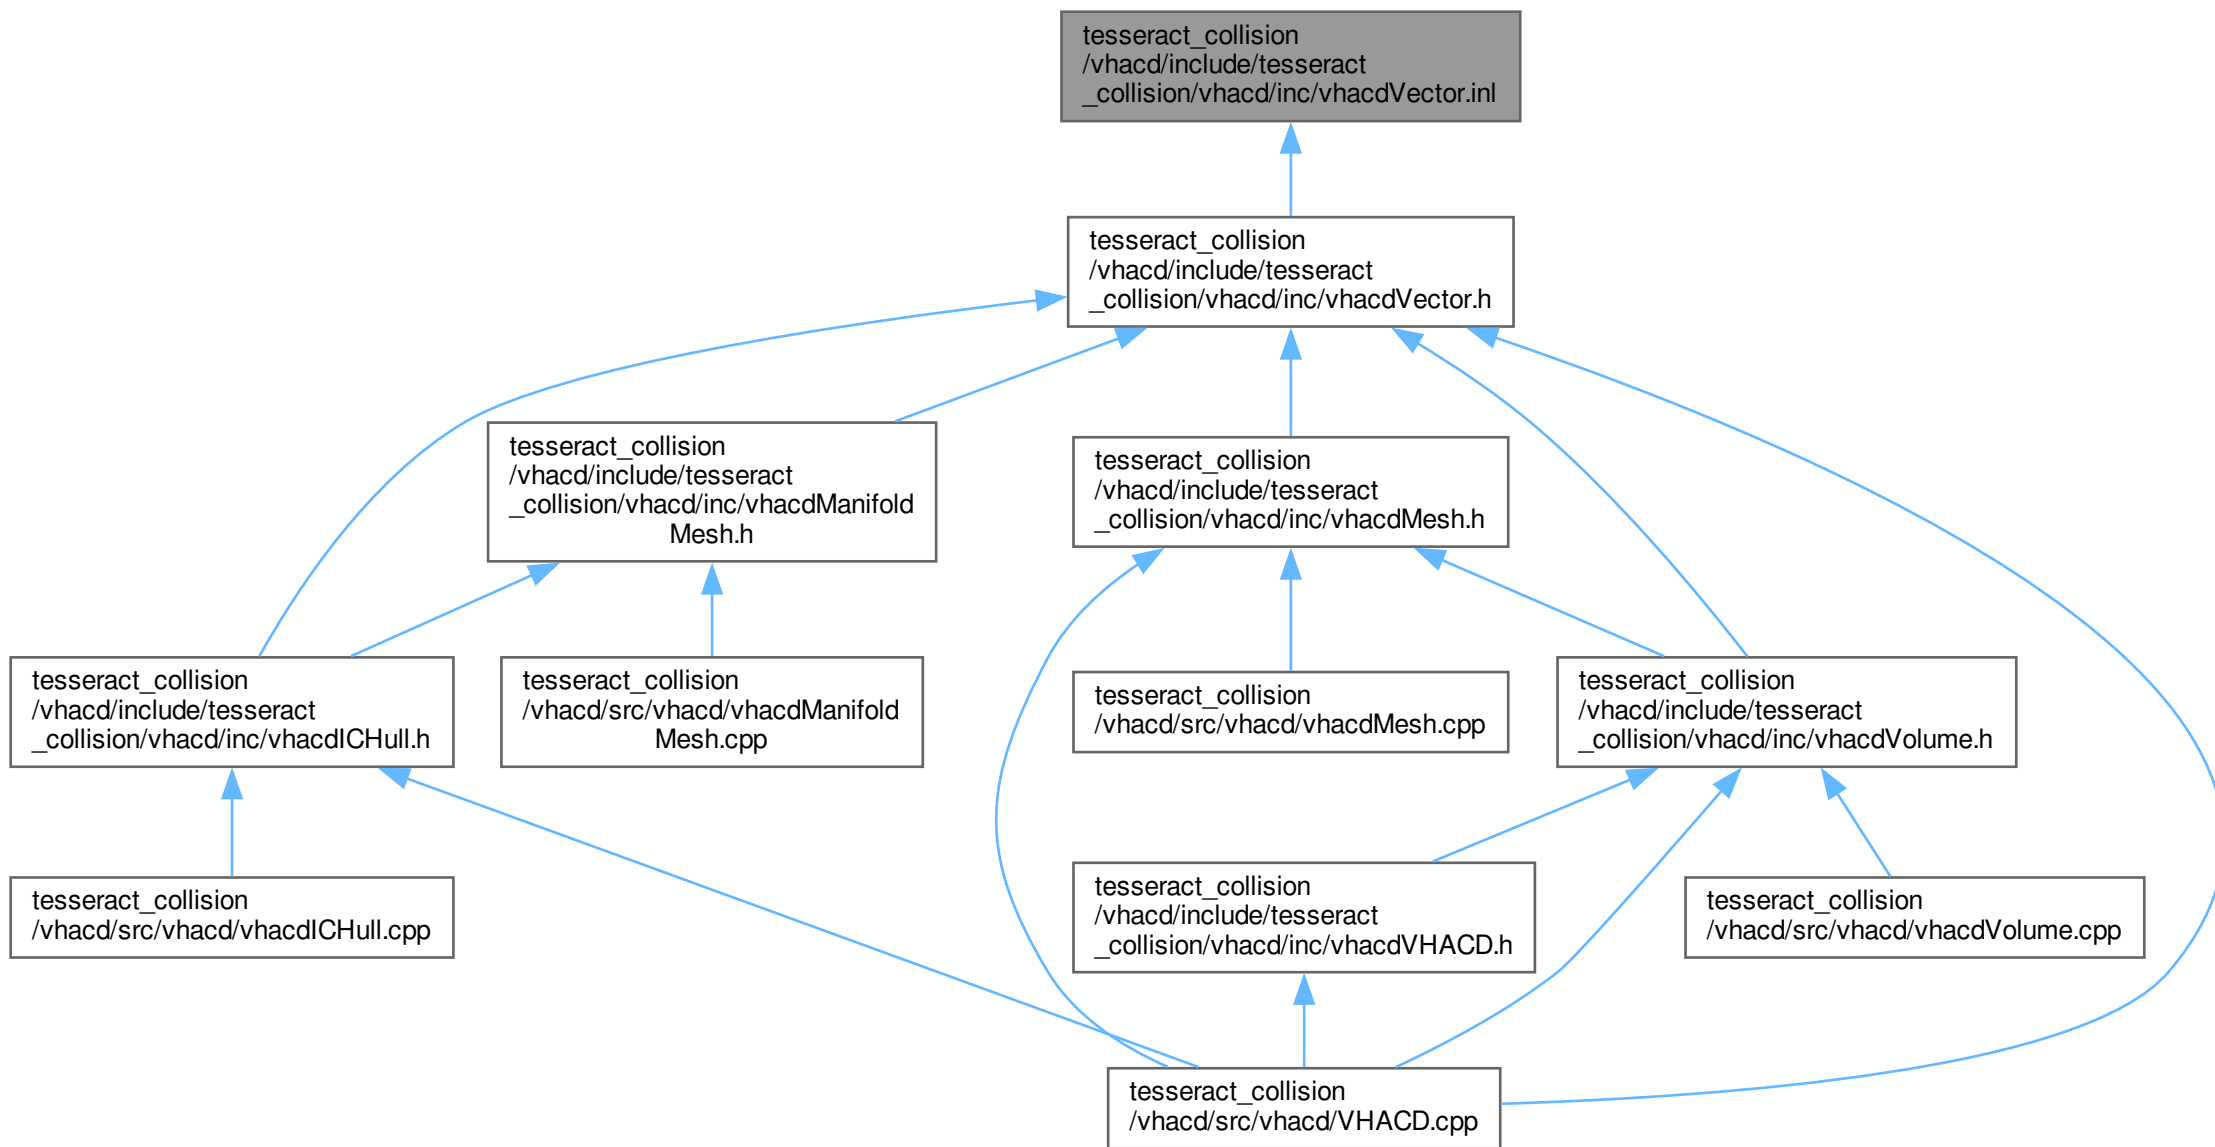 tesseract_collision
/vhacd/include/tesseract
_collision/vhacd/inc/vhacdVector.inl
tesseract_collision
/vhacd/include/tesseract
_collision/vhacd/inc/vhacdVector.h
tesseract_collision
/vhacd/include/tesseract
_collision/vhacd/inc/vhacdManifold
Mesh.h
tesseract_collision
/vhacd/include/tesseract
_collision/vhacd/inc/vhacdMesh.h
tesseract_collision
/vhacd/include/tesseract
_collision/vhacd/inc/vhacdICHull.h
tesseract_collision
/vhacd/src/vhacd/vhacdManifold
Mesh.cpp
tesseract_collision
/vhacd/src/vhacd/vhacdMesh.cpp
tesseract_collision
/vhacd/include/tesseract
_collision/vhacd/inc/vhacdVolume.h
tesseract_collision
/vhacd/src/vhacd/vhacdICHull.cpp
tesseract_collision
/vhacd/include/tesseract
_collision/vhacd/inc/vhacdVHACD.h
tesseract_collision
/vhacd/src/vhacd/vhacdVolume.cpp
tesseract_collision
/vhacd/src/vhacd/VHACD.cpp